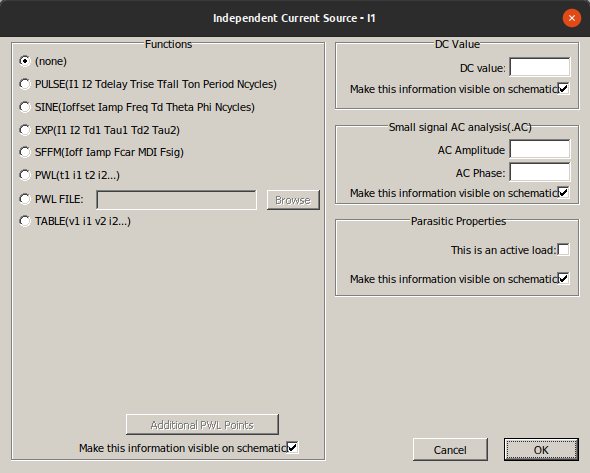 Independent Current Source - I1
Functions
(none)
PULSE(I1 I2 Tdelay Trise Tfall Ton Period Ncycles)
SINE(Ioffset Iamp Freq Td Theta Phi Ncycles)
EXP(I1 I2 Td1 Tau1 Td2 Tau2)
SFFM(Ioff Iamp Fcar MDI Fsig)
PWL(t1 i1 t2 i2...)
PWL FILE:
Browse
TABLE(v1 i1 v2 i2...)
Additional PWL Points
Make this information visible on schematic
DC Value
DC value:
Make this information visible on schematic
Small signal AC analysis(.AC)
AC Amplitude
AC Phase:
Make this information visible on schematic
Parasitic Properties
This is an active load:
Make this information visible on schematic
Cancel
OK